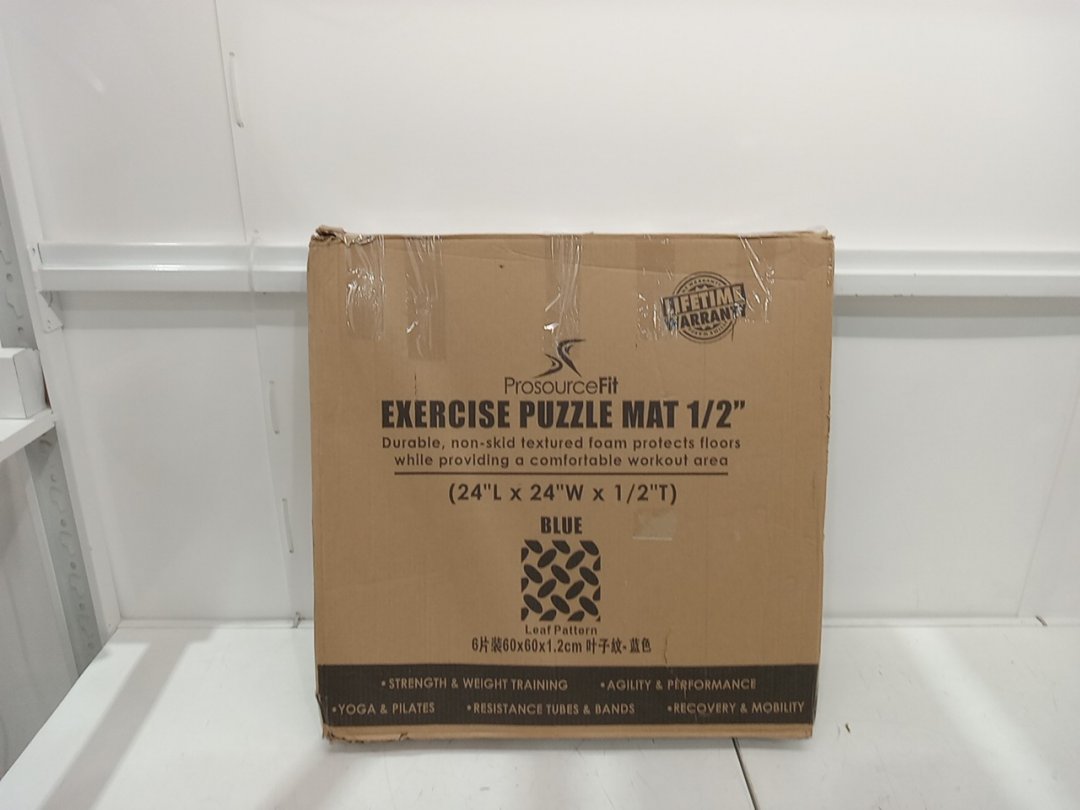 LIFETIME
WARRANTY
ProsourceFit
EXERCISE PUZZLE MAT 1/2"
Durable, non-skid textured foam protects floors
while providing a comfortable workout area
(24"L x 24"W x 1/2"T)
BLUE
Leaf Pattern
6片装60x60x1.2cm 叶子紋-蓝色
•STRENGTH & WEIGHT TRAINING •AGILITY & PERFORMANCE
•YOGA & PILATES •RESISTANCE TUBES & BANDS •RECOVERY & MOBILITY